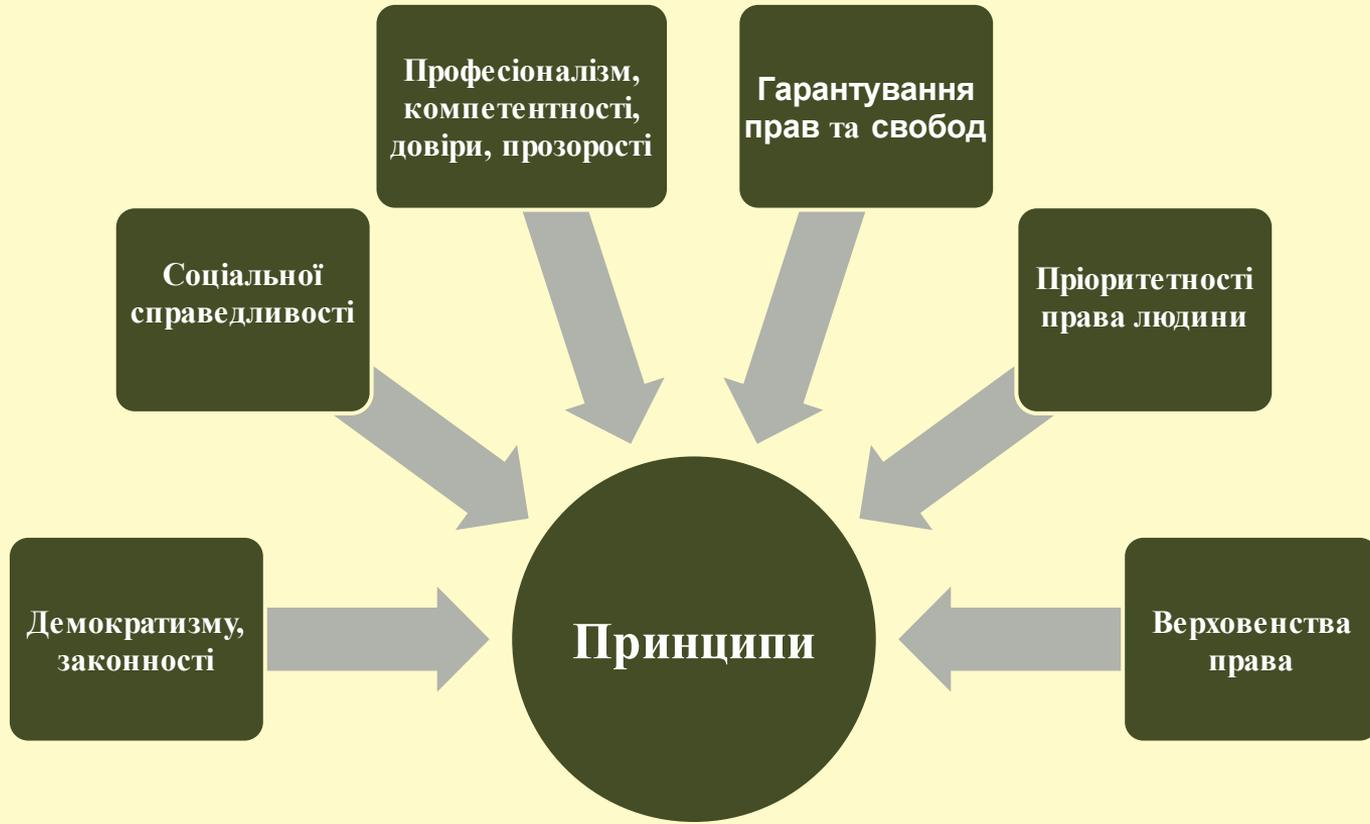 Професіоналізм,
компетентності,
довіри, прозорості
Гарантування
прав та свобод
Соціальної
справедливості
Пріоритетності
права людини
Демократизму,
законності
Принципи
Верховенства
права